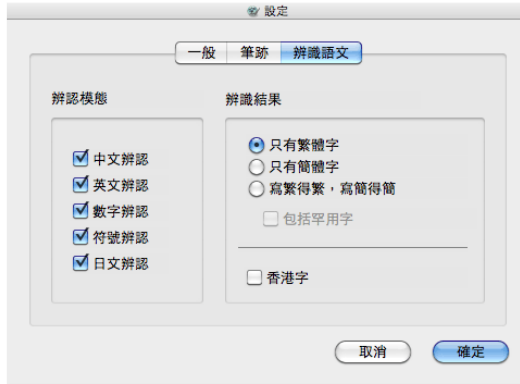 設定
一般 筆跡 辨識語文
辨認模態
中文辨認
英文辨認
數字辨認
符號辨認
日文辨認
辨識結果
只有繁體字
只有簡體字
寫繁得繁，寫簡得簡
包括罕用字
香港字
取消 確定